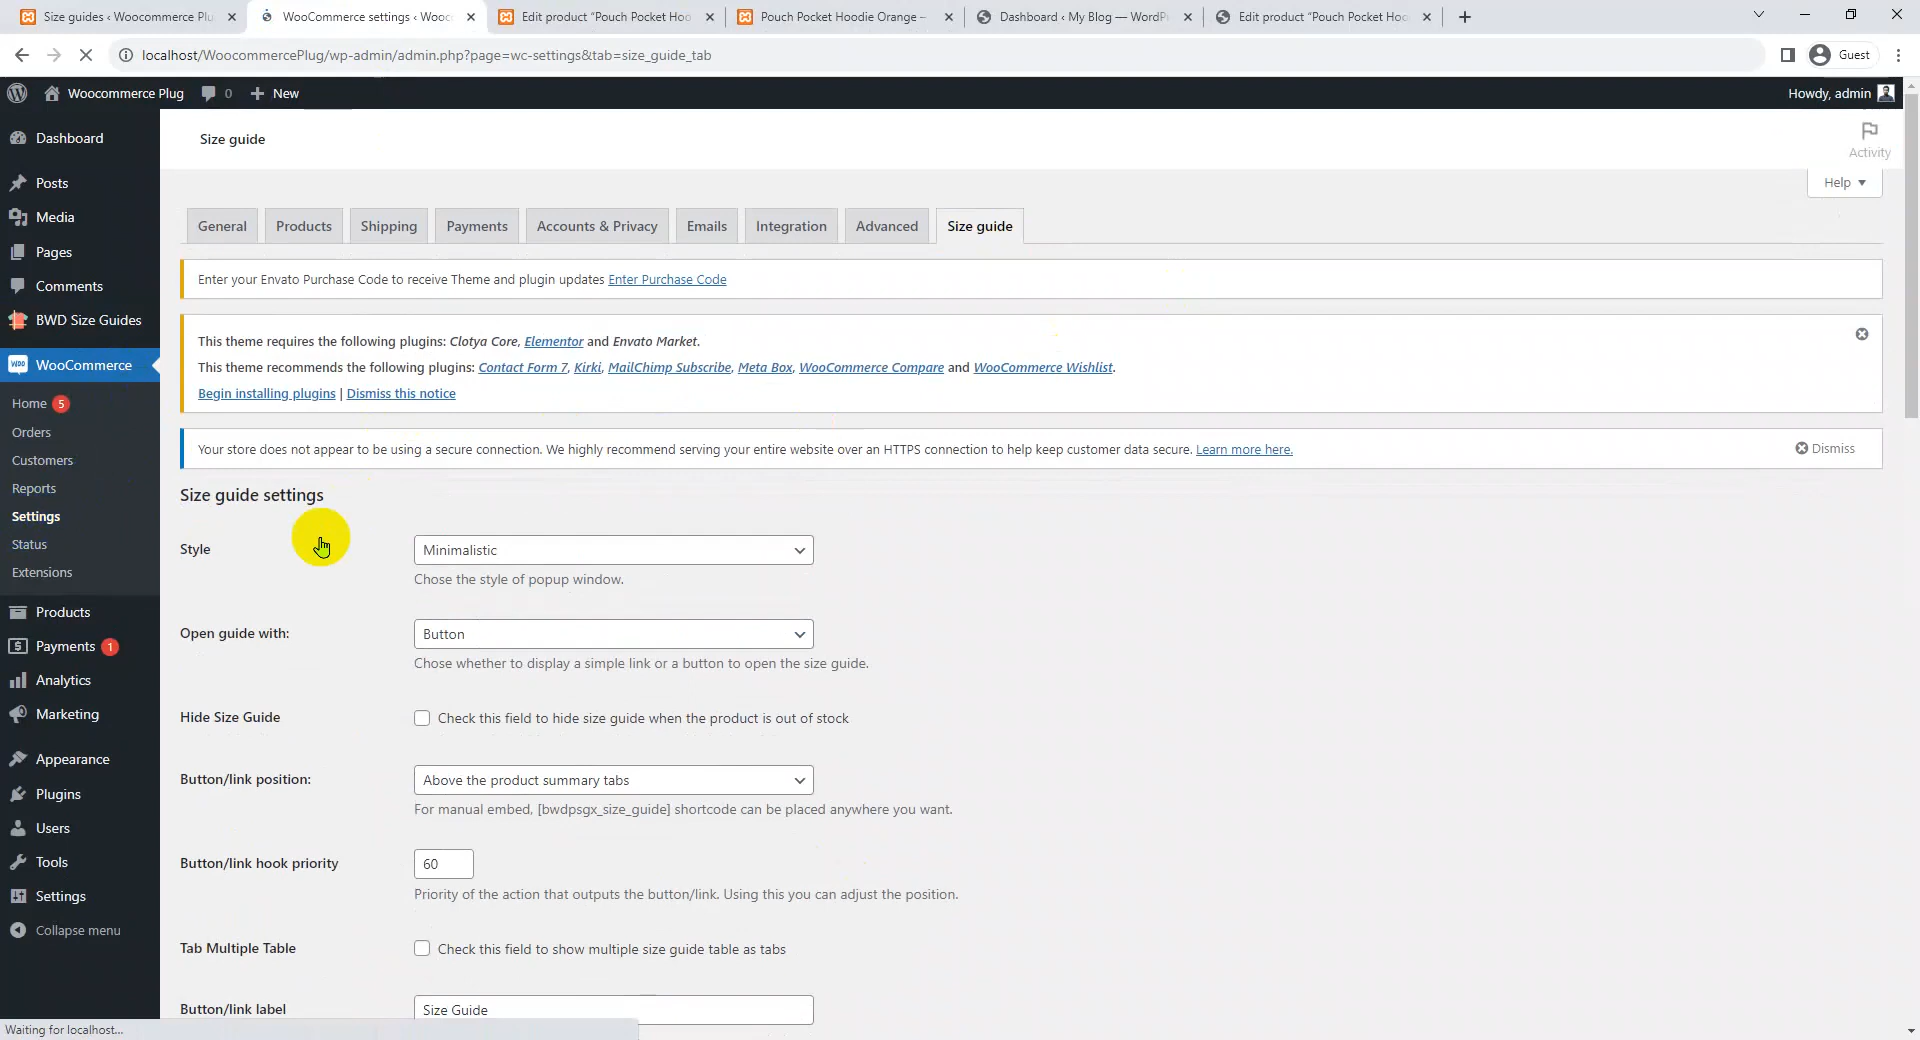 Size guides ‹ Woocommerce Plu
WooCommerce settings ‹ Wooc
Edit product “Pouch Pocket Hoo
Pouch Pocket Hoodie Orange –
Dashboard ‹ My Blog — WordP
Edit product “Pouch Pocket Hoo
localhost/WoocommercePlug/wp-admin/admin.php?page=wc-settings&tab=size_guide_tab
Guest
Woocommerce Plug
0
New
Howdy, admin
Dashboard
Posts
Media
Pages
Comments
BWD Size Guides
WooCommerce
Home 5
Orders
Customers
Reports
Settings
Status
Extensions
Products
Payments 1
Analytics
Marketing
Appearance
Plugins
Users
Tools
Settings
Collapse menu
Waiting for localhost...
Size guide
Activity
Help
General
Products
Shipping
Payments
Accounts & Privacy
Emails
Integration
Advanced
Size guide
Enter your Envato Purchase Code to receive Theme and plugin updates Enter Purchase Code
This theme requires the following plugins: Clotya Core, Elementor and Envato Market.
This theme recommends the following plugins: Contact Form 7, Kirki, MailChimp Subscribe, Meta Box, WooCommerce Compare and WooCommerce Wishlist.
Begin installing plugins | Dismiss this notice
Your store does not appear to be using a secure connection. We highly recommend serving your entire website over an HTTPS connection to help keep customer data secure. Learn more here.
Dismiss
Size guide settings
Style
Minimalistic
Chose the style of popup window.
Open guide with:
Button
Chose whether to display a simple link or a button to open the size guide.
Hide Size Guide
Check this field to hide size guide when the product is out of stock
Button/link position:
Above the product summary tabs
For manual embed, [bwdpsgx_size_guide] shortcode can be placed anywhere you want.
Button/link hook priority
60
Priority of the action that outputs the button/link. Using this you can adjust the position.
Tab Multiple Table
Check this field to show multiple size guide table as tabs
Button/link label
Size Guide